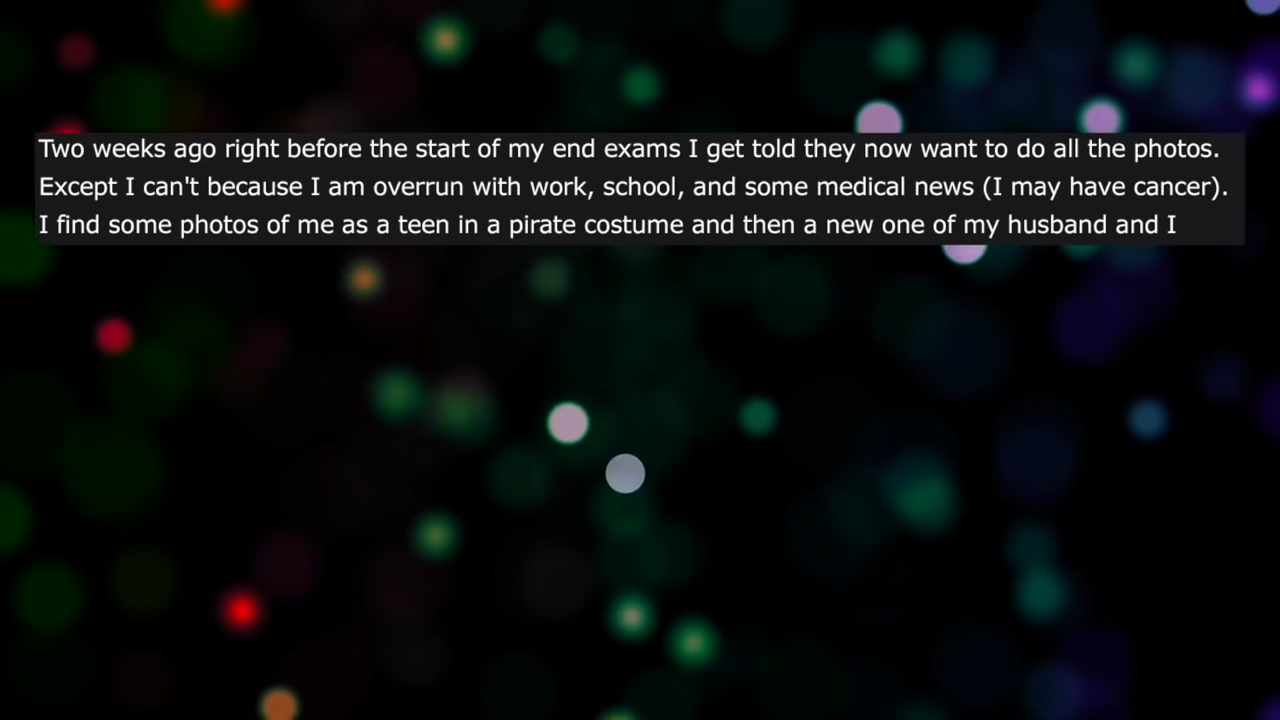 Two weeks ago right before the start of my end exams I get told they now want to do all the photos.
Except I can't because I am overrun with work, school, and some medical news (I may have cancer).
I find some photos of me as a teen in a pirate costume and then a new one of my husband and I